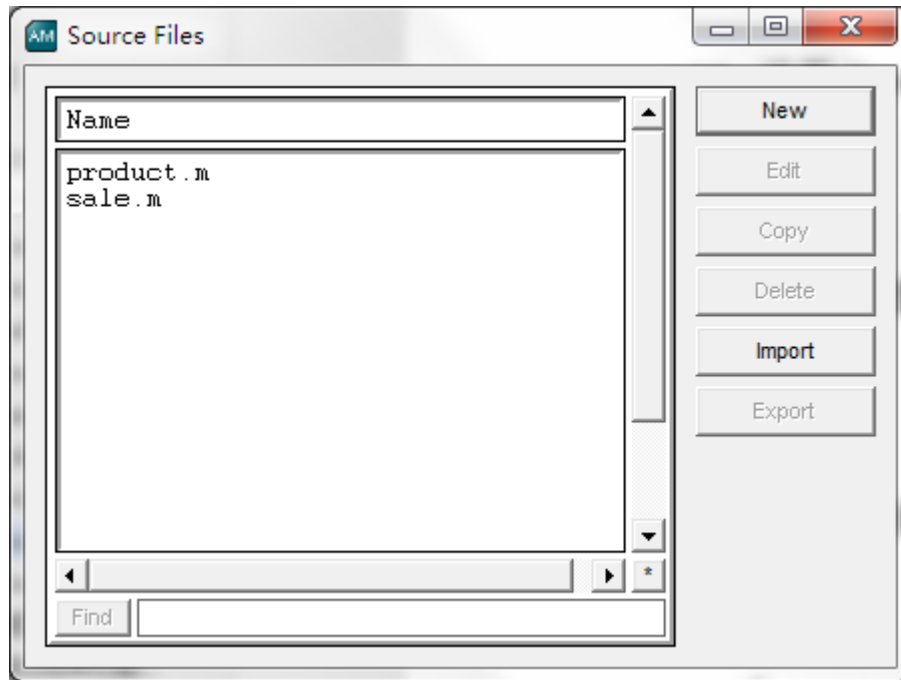 AM Source Files
Name
product.m
sale.m
*
Find
New
Edit
Copy
Delete
Import
Export